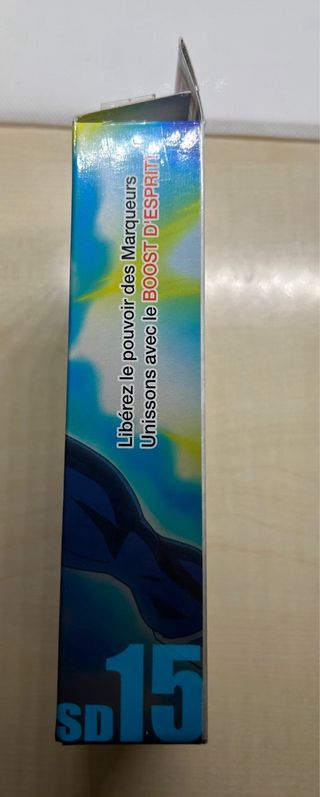 Libérez le pouvoir des Marqueurs
Unissons avec le BOOST D'ESPRIT!
SD15